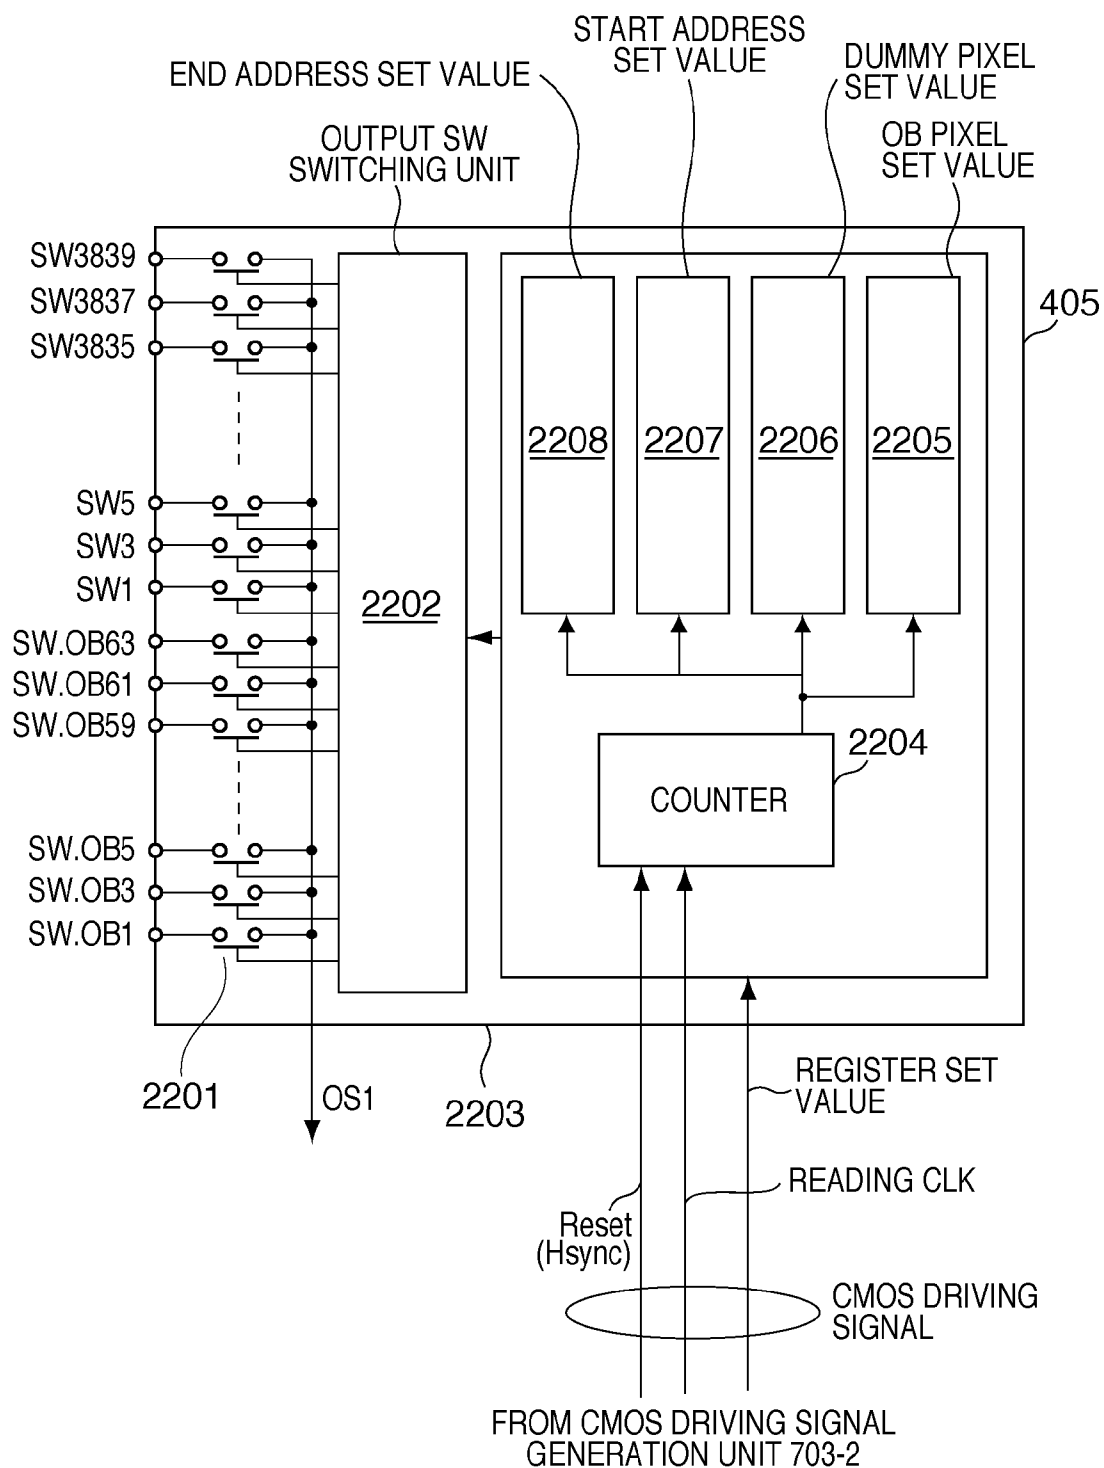 START ADDRESS
SET VALUE
END ADDRESS SET VALUE
DUMMY PIXEL
SET VALUE
OUTPUT SW
SWITCHING UNIT
OB PIXEL
SET VALUE
SW3839
SW3837
SW3835
405
2208
2207
2206
2205
SW5
SW3
SW1
2202
SW.OB63
SW.OB61
SW.OB59
2204
COUNTER
SW.OB5
SW.OB3
SW.OB1
2201
OS1
2203
REGISTER SET
VALUE
READING CLK
Reset
(Hsync)
CMOS DRIVING
SIGNAL
FROM CMOS DRIVING SIGNAL
GENERATION UNIT 703-2